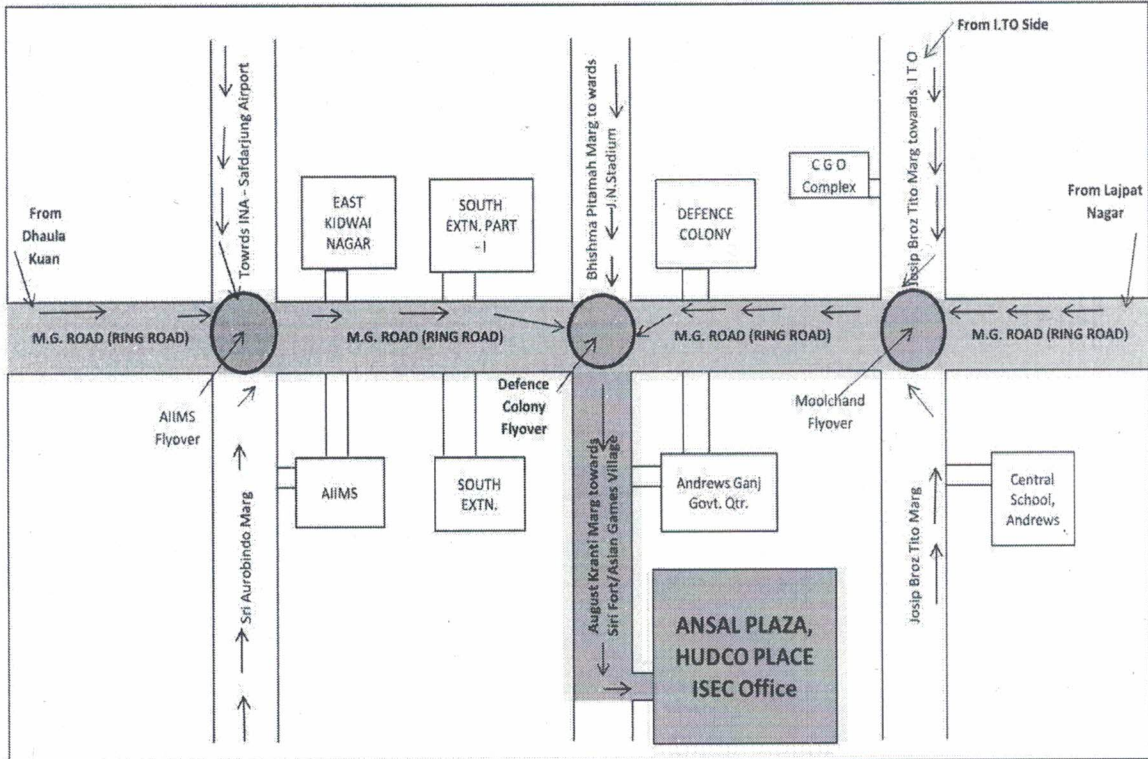 From I.TO Side
Towrds INA - Safdarjung Airport
Bhishma Pitamah Marg to wards
J.N.Stadium
Josip Broz Tito Marg towards I T O
C G O
Complex
From Lajpat
Nagar
From
Dhaula
Kuan
EAST
KIDWAI
NAGAR
SOUTH
EXTN. PART
- I
DEFENCE
COLONY
M.G. ROAD (RING ROAD)
M.G. ROAD (RING ROAD)
M.G. ROAD (RING ROAD)
M.G. ROAD (RING ROAD)
AIIMS
Flyover
Defence
Colony
Flyover
Moolchand
Flyover
Sri Aurobindo Marg
AIIMS
SOUTH
EXTN.
August Kranti Marg towards
Siri Fort/Asian Games Village
Andrews Ganj
Govt. Qtr.
Josip Broz Tito Marg
Central
School,
Andrews
ANSAL PLAZA,
HUDCO PLACE
ISEC Office